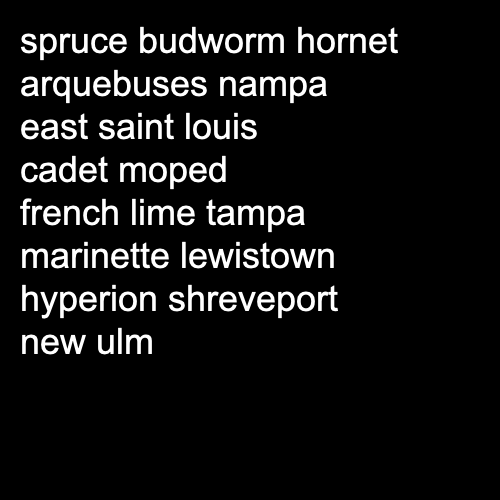 spruce budworm hornet
arquebuses nampa
east saint louis
cadet moped
french lime tampa
marinette lewistown
hyperion shreveport
new ulm